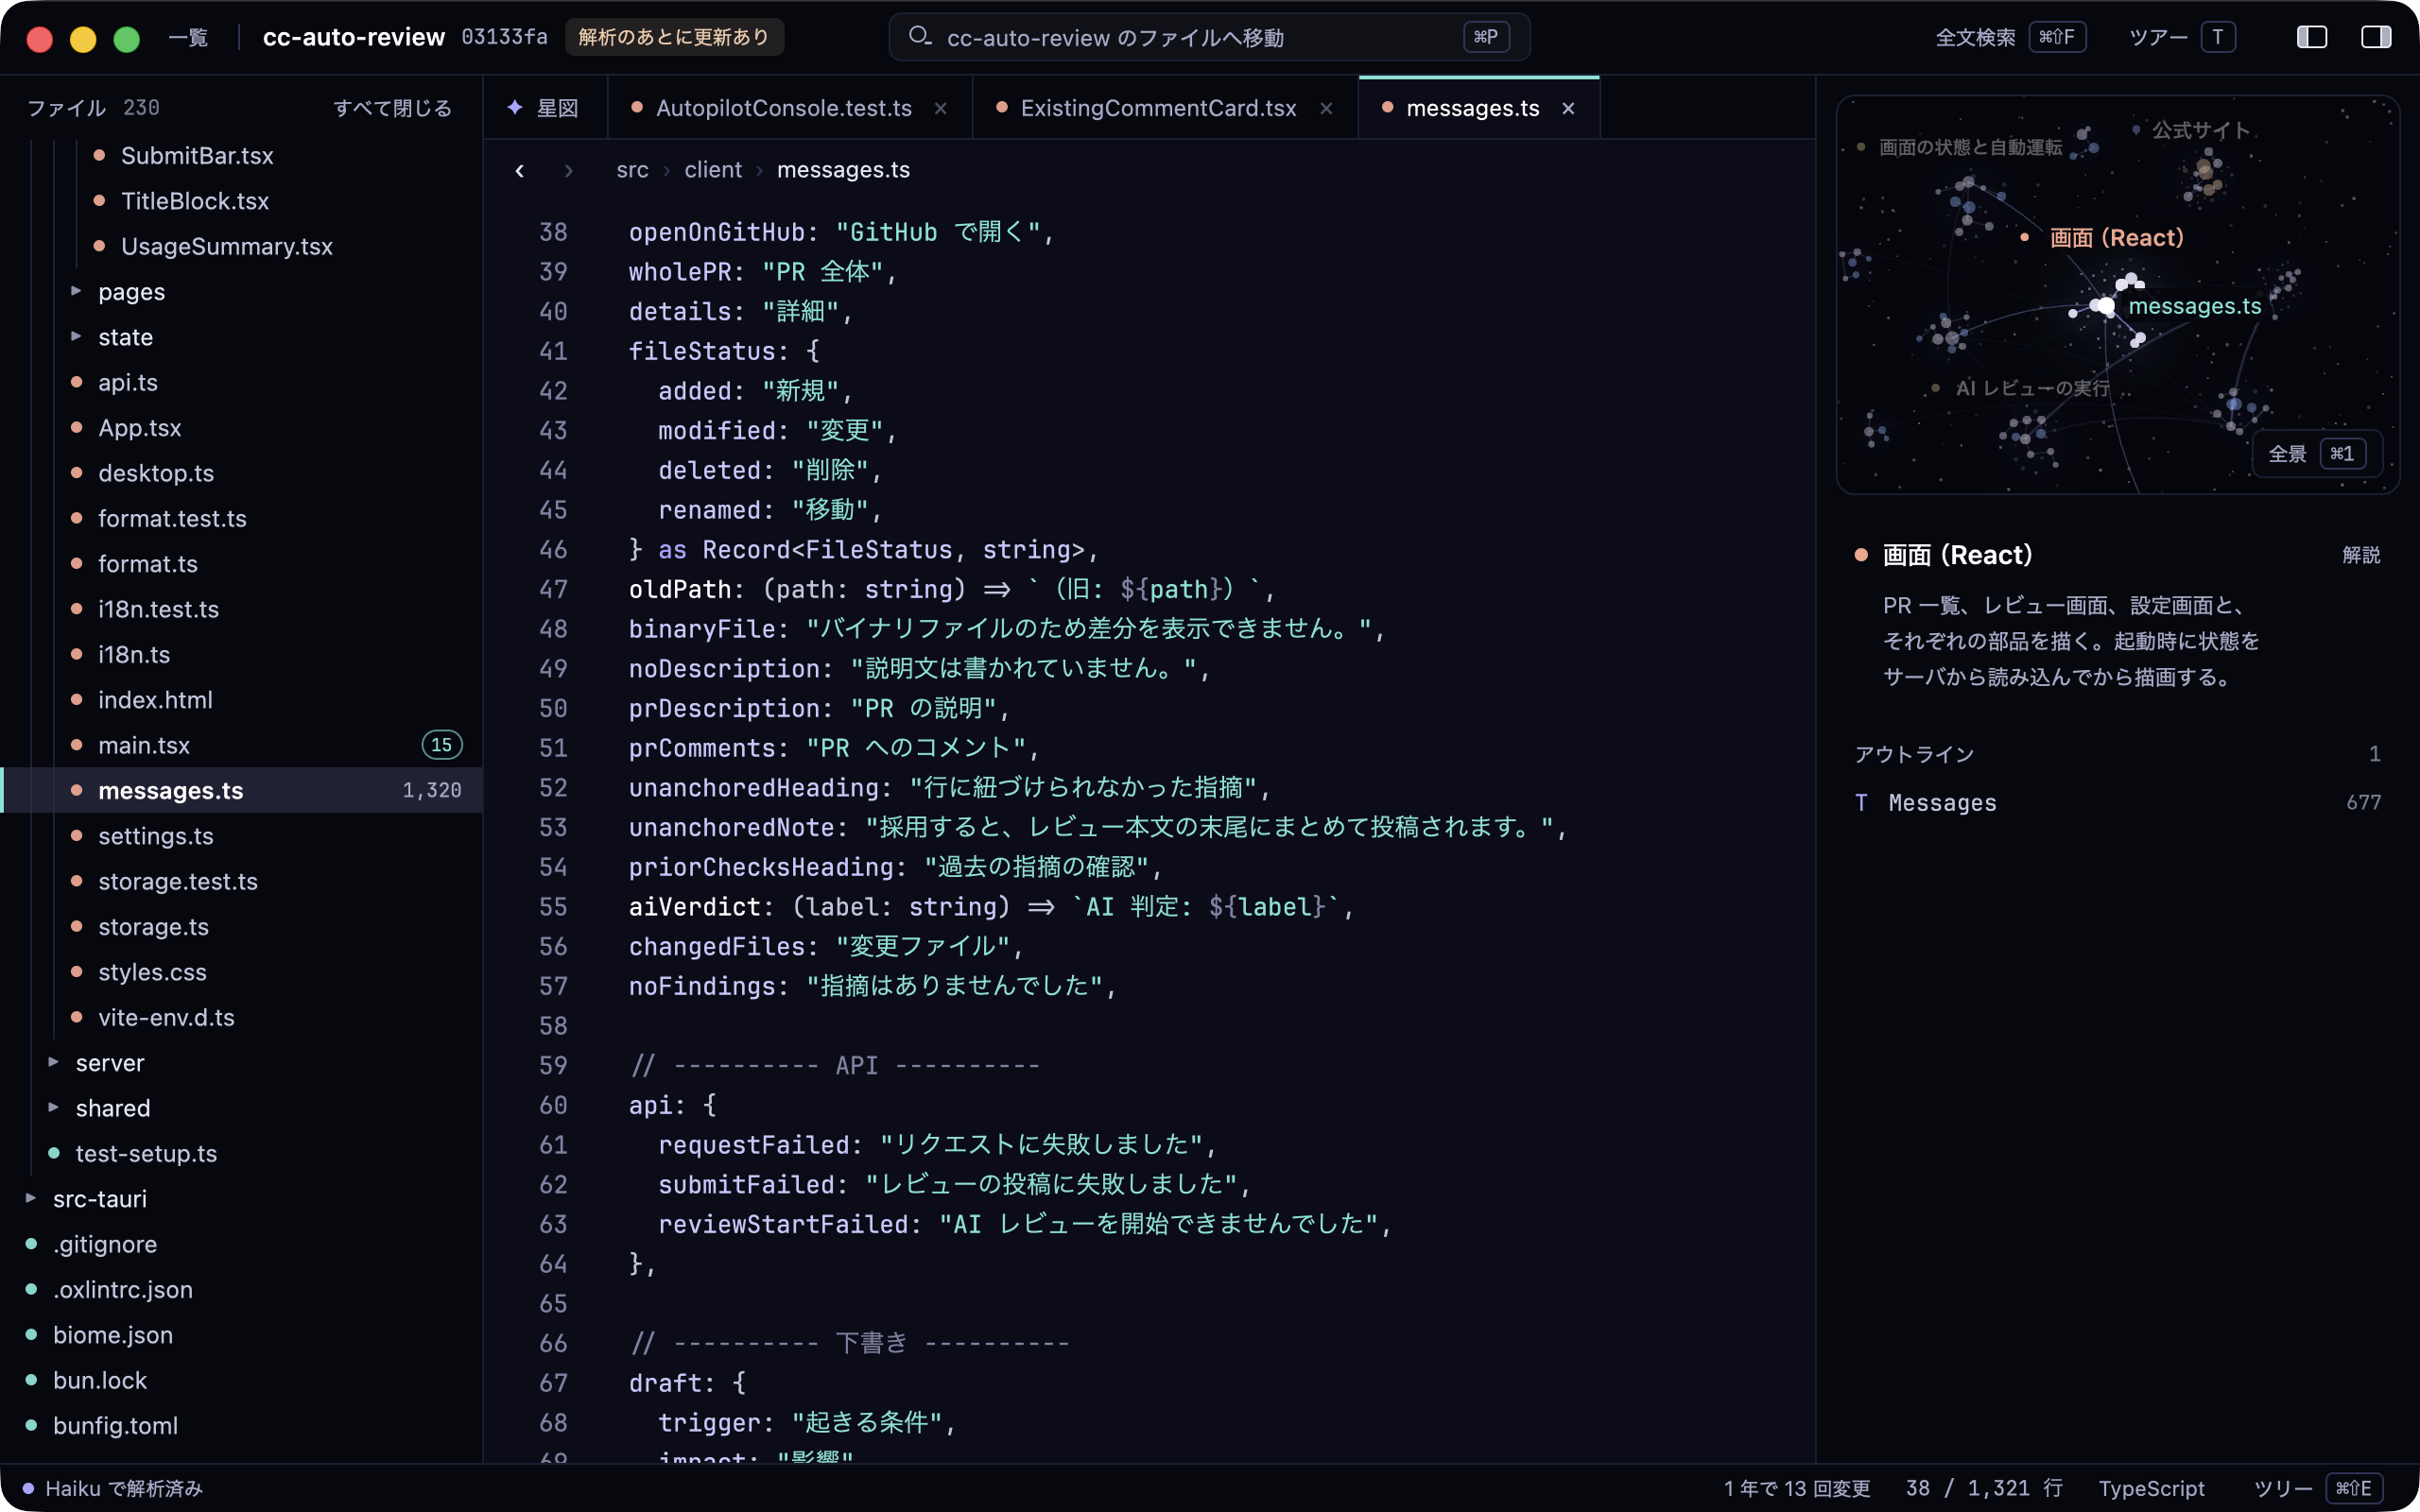 一覧 cc-auto-review 03133fa 解析のあとに更新あり cc-auto-review のファイルへ移動 ⌘P 全文検索 ⌘⇧F ツアー T
ファイル 230 すべて閉じる
SubmitBar.tsx
TitleBlock.tsx
UsageSummary.tsx
pages
state
api.ts
App.tsx
desktop.ts
format.test.ts
format.ts
i18n.test.ts
i18n.ts
index.html
main.tsx 15
messages.ts 1,320
settings.ts
storage.test.ts
storage.ts
styles.css
vite-env.d.ts
server
shared
test-setup.ts
src-tauri
.gitignore
.oxlintrc.json
biome.json
bun.lock
bunfig.toml
星図 AutopilotConsole.test.ts × ExistingCommentCard.tsx × messages.ts ×
‹ › src › client › messages.ts
38 openOnGitHub: "GitHub で開く",
39 wholePR: "PR 全体",
40 details: "詳細",
41 fileStatus: {
42 added: "新規",
43 modified: "変更",
44 deleted: "削除",
45 renamed: "移動",
46 } as Record<FileStatus, string>,
47 oldPath: (path: string) => `（旧: ${path}）`,
48 binaryFile: "バイナリファイルのため差分を表示できません。",
49 noDescription: "説明文は書かれていません。",
50 prDescription: "PR の説明",
51 prComments: "PR へのコメント",
52 unanchoredHeading: "行に紐づけられなかった指摘",
53 unanchoredNote: "採用すると、レビュー本文の末尾にまとめて投稿されます。",
54 priorChecksHeading: "過去の指摘の確認",
55 aiVerdict: (label: string) => `AI 判定: ${label}`,
56 changedFiles: "変更ファイル",
57 noFindings: "指摘はありませんでした",
58
59 // ---------- API ----------
60 api: {
61 requestFailed: "リクエストに失敗しました",
62 submitFailed: "レビューの投稿に失敗しました",
63 reviewStartFailed: "AI レビューを開始できませんでした",
64 },
65
66 // ---------- 下書き ----------
67 draft: {
68 trigger: "起きる条件",
69 impact: "影響"
公式サイト
画面の状態と自動運転
画面（React）
messages.ts
AI レビューの実行
全景 ⌘1
画面（React） 解説
PR 一覧、レビュー画面、設定画面と、
それぞれの部品を描く。起動時に状態を
サーバから読み込んでから描画する。
アウトライン 1
T Messages 677
Haiku で解析済み 1 年で 13 回変更 38 / 1,321 行 TypeScript ツリー ⌘⇧E